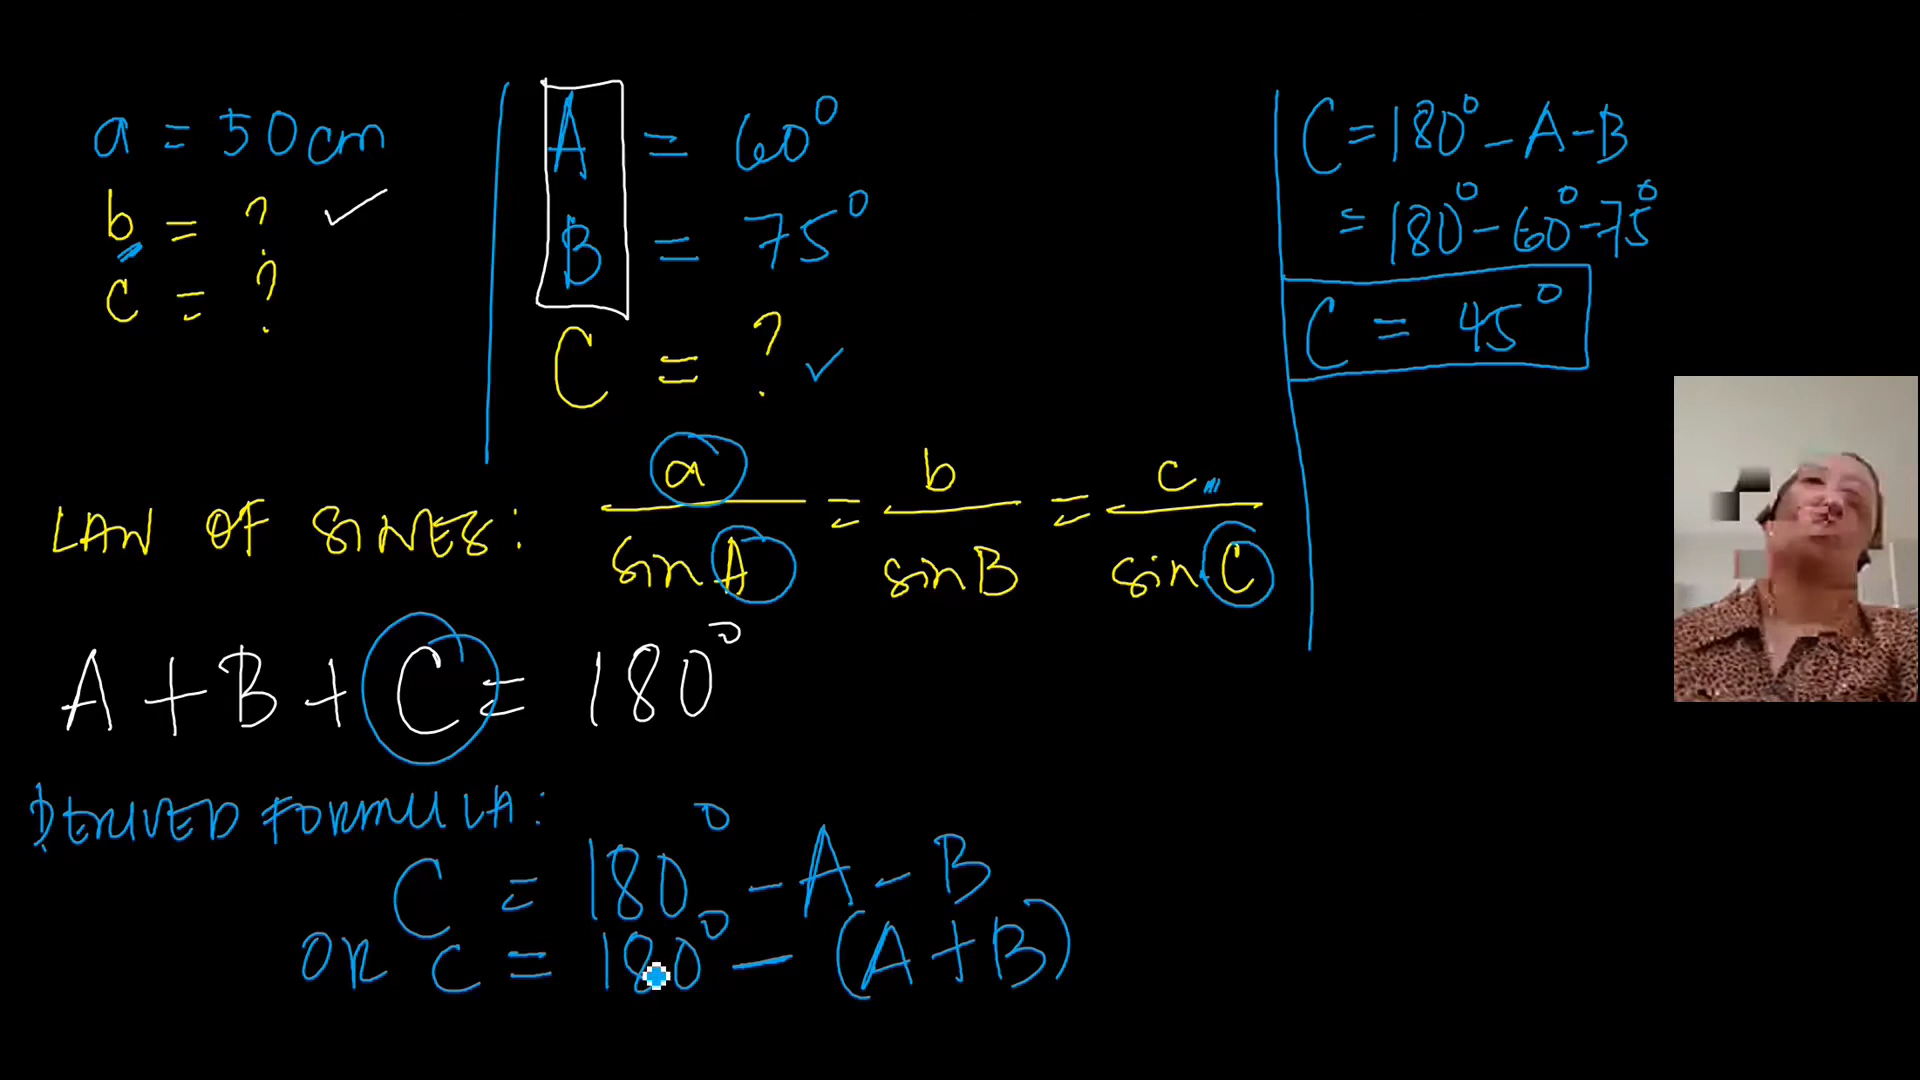 a = 50cm
b = ?
c = ?
A = 60°
B = 75°
C = ?
C = 180° - A - B
= 180° - 60° - 75°
C = 45°
LAW OF SINES: a/sin A = b/sin B = c/sin C
A + B + C = 180°
DERIVED FORMULA:
C = 180° - A - B
OR C = 180° - (A + B)